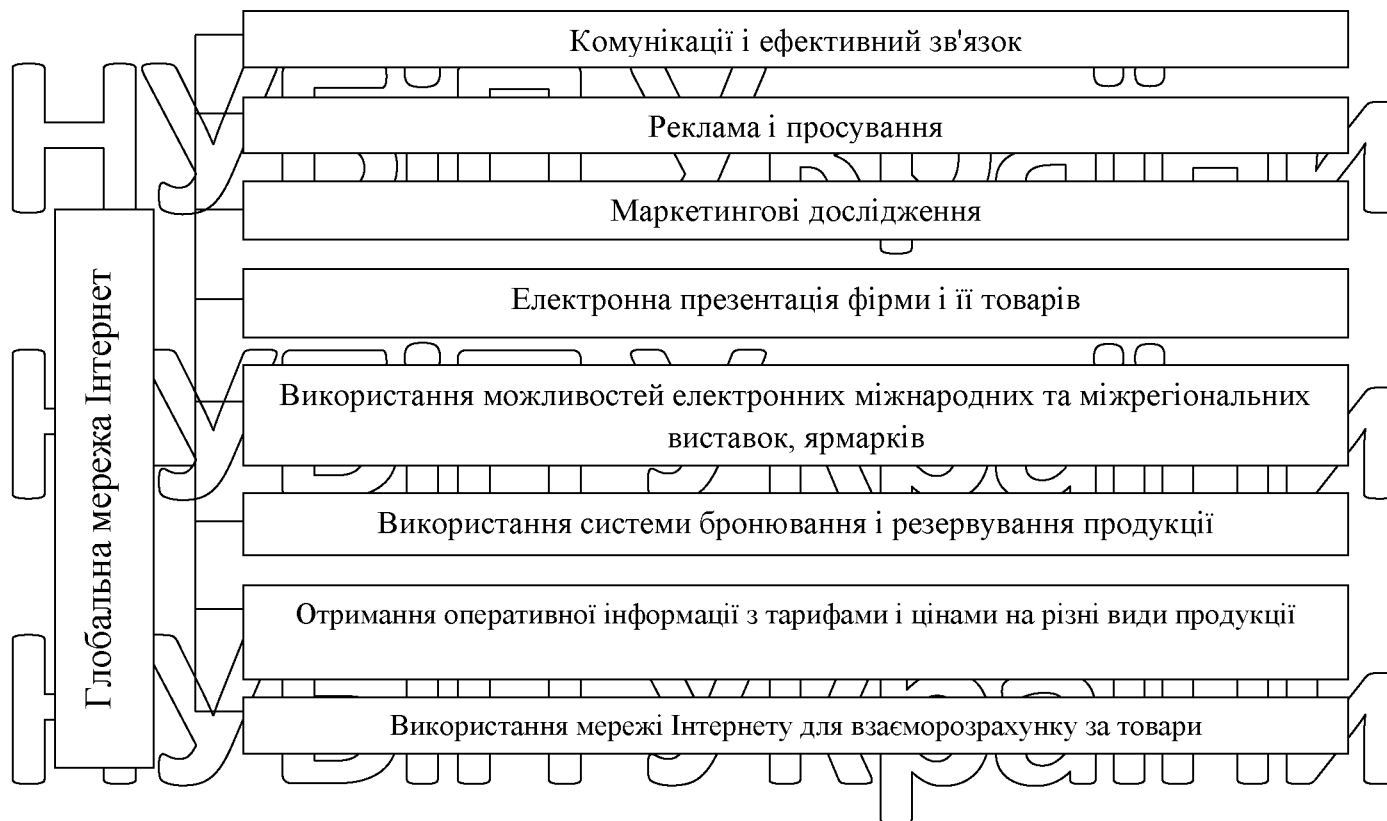 Комунікації і ефективний зв'язок
Реклама і просування
Маркетингові дослідження
Електронна презентація фірми і її товарів
Використання можливостей електронних міжнародних та міжрегіональних
виставок, ярмарків
Використання системи бронювання і резервування продукції
Отримання оперативної інформації з тарифами і цінами на різні види продукції
Використання мережі Інтернету для взаєморозрахунку за товари
Глобальна мережа Інтернет